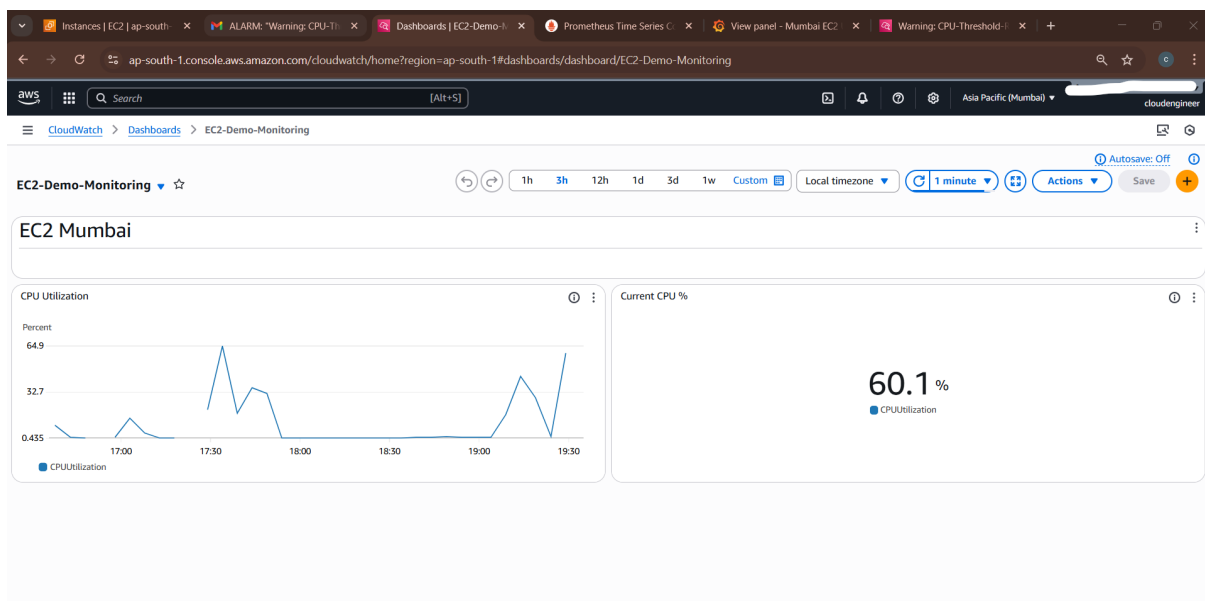 Instances | EC2 | ap-south-
ALARM: "Warning: CPU-Th
Dashboards | EC2-Demo-M
Prometheus Time Series Co
View panel - Mumbai EC2
Warning: CPU-Threshold-
ap-south-1.console.aws.amazon.com/cloudwatch/home?region=ap-south-1#dashboards/dashboard/EC2-Demo-Monitoring
c
aws
Search [Alt+S]
Asia Pacific (Mumbai)
cloudengineer
CloudWatch > Dashboards > EC2-Demo-Monitoring
Autosave: Off
EC2-Demo-Monitoring
1h 3h 12h 1d 3d 1w Custom
Local timezone
1 minute
Actions
Save
EC2 Mumbai
CPU Utilization
Percent
64.9
32.7
0.435
17:00 17:30 18:00 18:30 19:00 19:30
CPUUtilization
Current CPU %
60.1 %
CPUUtilization